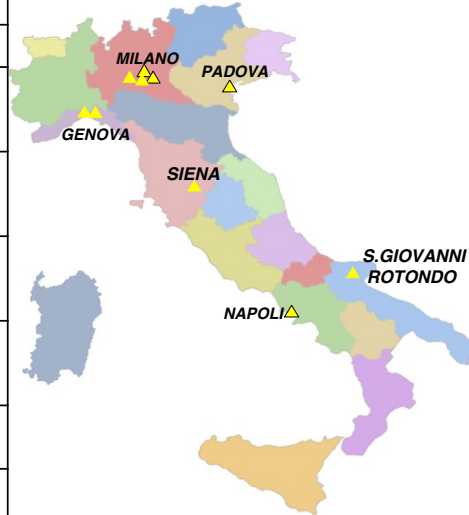 MILANO
PADOVA
GENOVA
SIENA
S.GIOVANNI
ROTONDO
NAPOLI